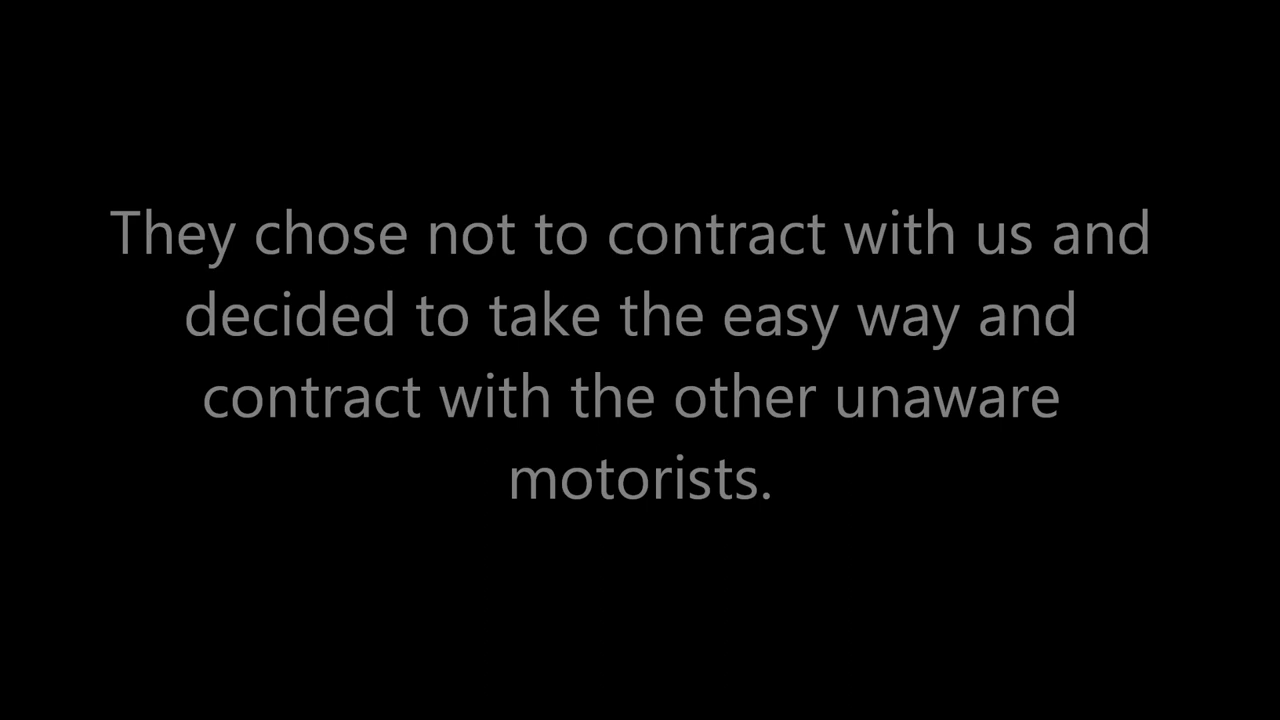 They chose not to contract with us and
decided to take the easy way and
contract with the other unaware
motorists.